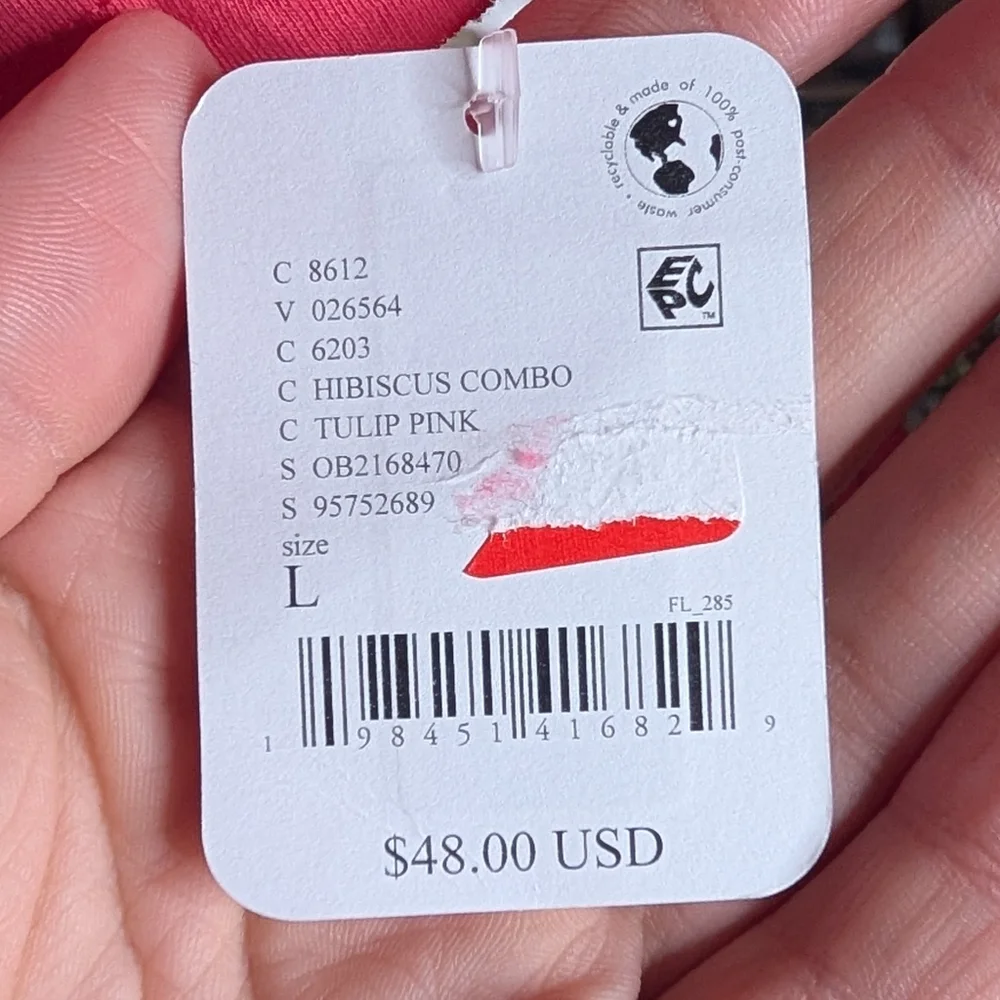 recyclable & made of 100% post-consumer waste •
EPC
TM
C 8612
V 026564
C 6203
C HIBISCUS COMBO
C TULIP PINK
S OB2168470
S 95752689
size
L
FL_285
1 98451 41682 9
$48.00 USD